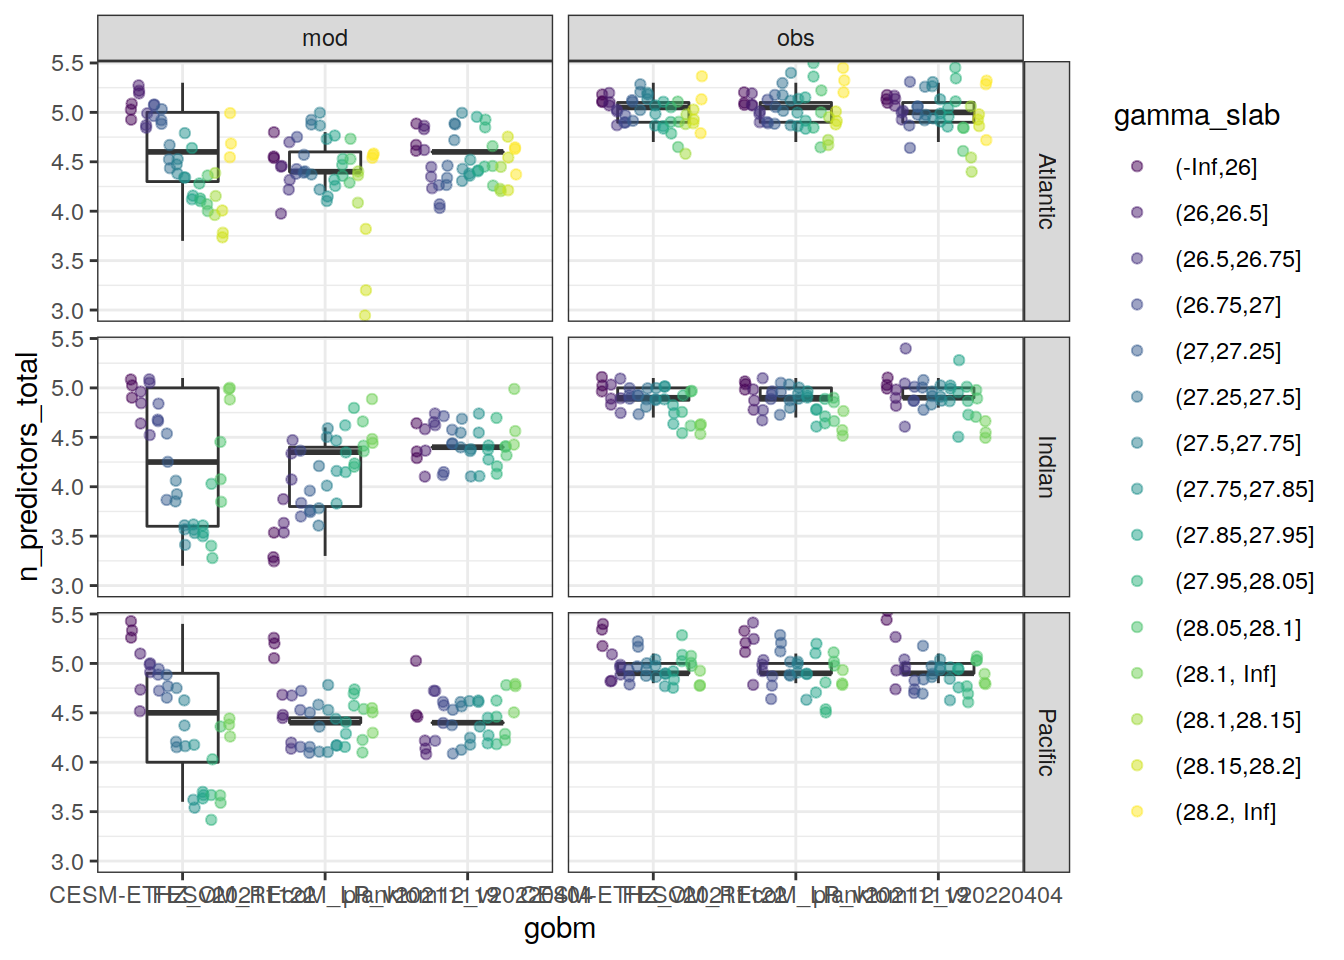 mod
obs
gamma_slab
n_predictors_total
5.5
5.0
4.5
4.0
3.5
3.0
Atlantic
5.5
5.0
4.5
4.0
3.5
3.0
Indian
5.5
5.0
4.5
4.0
3.5
3.0
Pacific
(-Inf,26]
(26,26.5]
(26.5,26.75]
(26.75,27]
(27,27.25]
(27.25,27.5]
(27.5,27.75]
(27.75,27.85]
(27.85,27.95]
(27.95,28.05]
(28.05,28.1]
(28.1, Inf]
(28.1,28.15]
(28.15,28.2]
(28.2, Inf]
gobm